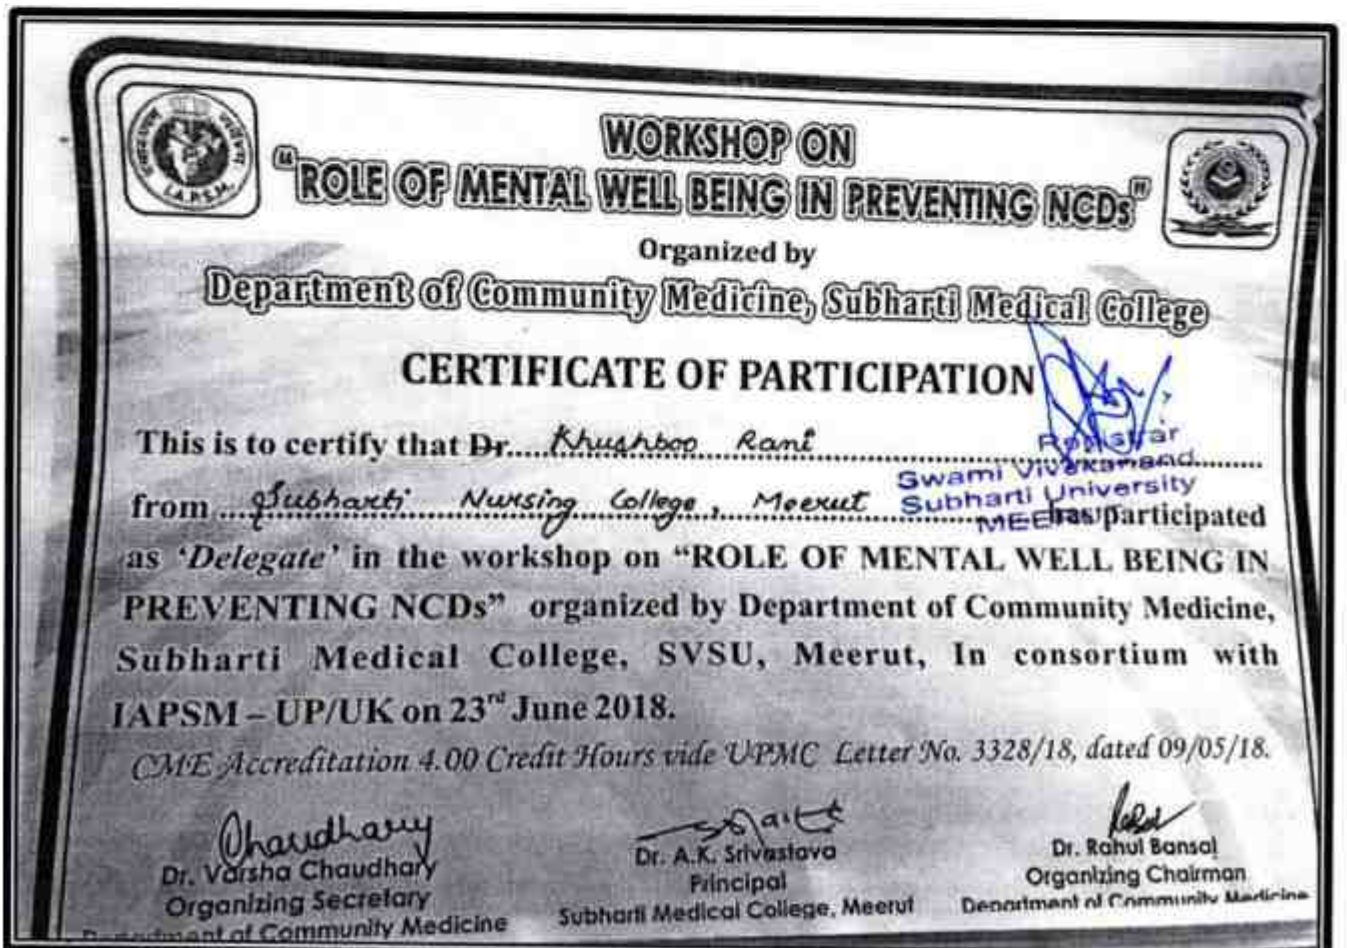 I.A.P.S.M.
WORKSHOP ON
"ROLE OF MENTAL WELL BEING IN PREVENTING NCDs"
Organized by
Department of Community Medicine, Subharti Medical College
CERTIFICATE OF PARTICIPATION
This is to certify that Dr.... Khushboo Rani
Registrar
Swami Vivekanand
Subharti University
MEERUT
from ... Subharti Nursing College, Meerut has participated
as 'Delegate' in the workshop on "ROLE OF MENTAL WELL BEING IN
PREVENTING NCDs" organized by Department of Community Medicine,
Subharti Medical College, SVSU, Meerut, In consortium with
IAPSM – UP/UK on 23rd June 2018.
CME Accreditation 4.00 Credit Hours vide UPMC Letter No. 3328/18, dated 09/05/18.
Chaudhary
Dr. Varsha Chaudhary
Organizing Secretary
Department of Community Medicine
Dr. A.K. Srivastava
Principal
Subharti Medical College, Meerut
Dr. Rahul Bansal
Organizing Chairman
Department of Community Medicine